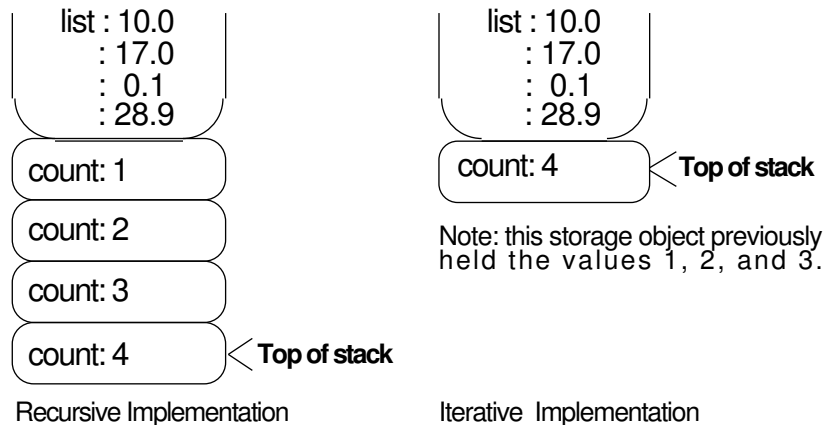 list : 10.0
: 17.0
: 0.1
: 28.9
count: 1
count: 2
count: 3
count: 4
Top of stack
Recursive Implementation
list : 10.0
: 17.0
: 0.1
: 28.9
count: 4
Top of stack
Note: this storage object previously
held the values 1, 2, and 3.
Iterative Implementation